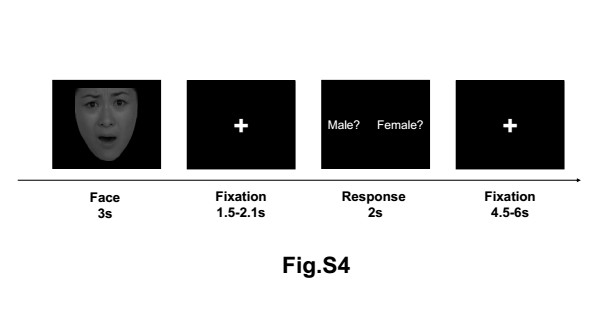 Male? Female?
Face
3s
Fixation
1.5-2.1s
Response
2s
Fixation
4.5-6s
Fig.S4